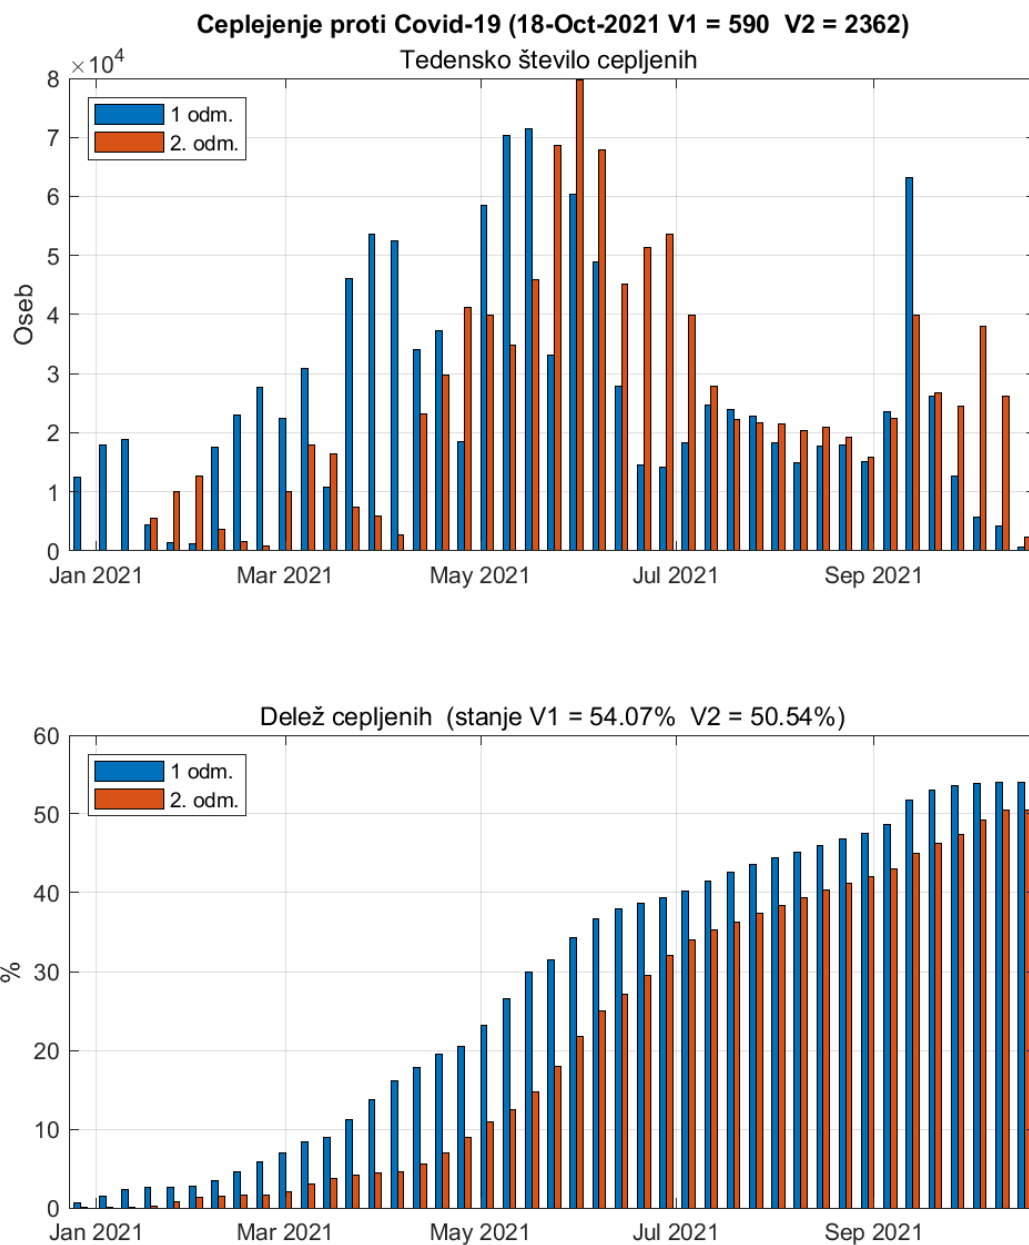 Ceplejenje proti Covid-19 (18-Oct-2021 V1 = 590  V2 = 2362)
×10⁴
Tedensko število cepljenih
8
7
6
5
4
3
2
1
0
Oseb
1 odm.
2. odm.
Jan 2021
Mar 2021
May 2021
Jul 2021
Sep 2021
Delež cepljenih  (stanje V1 = 54.07%  V2 = 50.54%)
60
50
40
30
20
10
0
%
1 odm.
2. odm.
Jan 2021
Mar 2021
May 2021
Jul 2021
Sep 2021